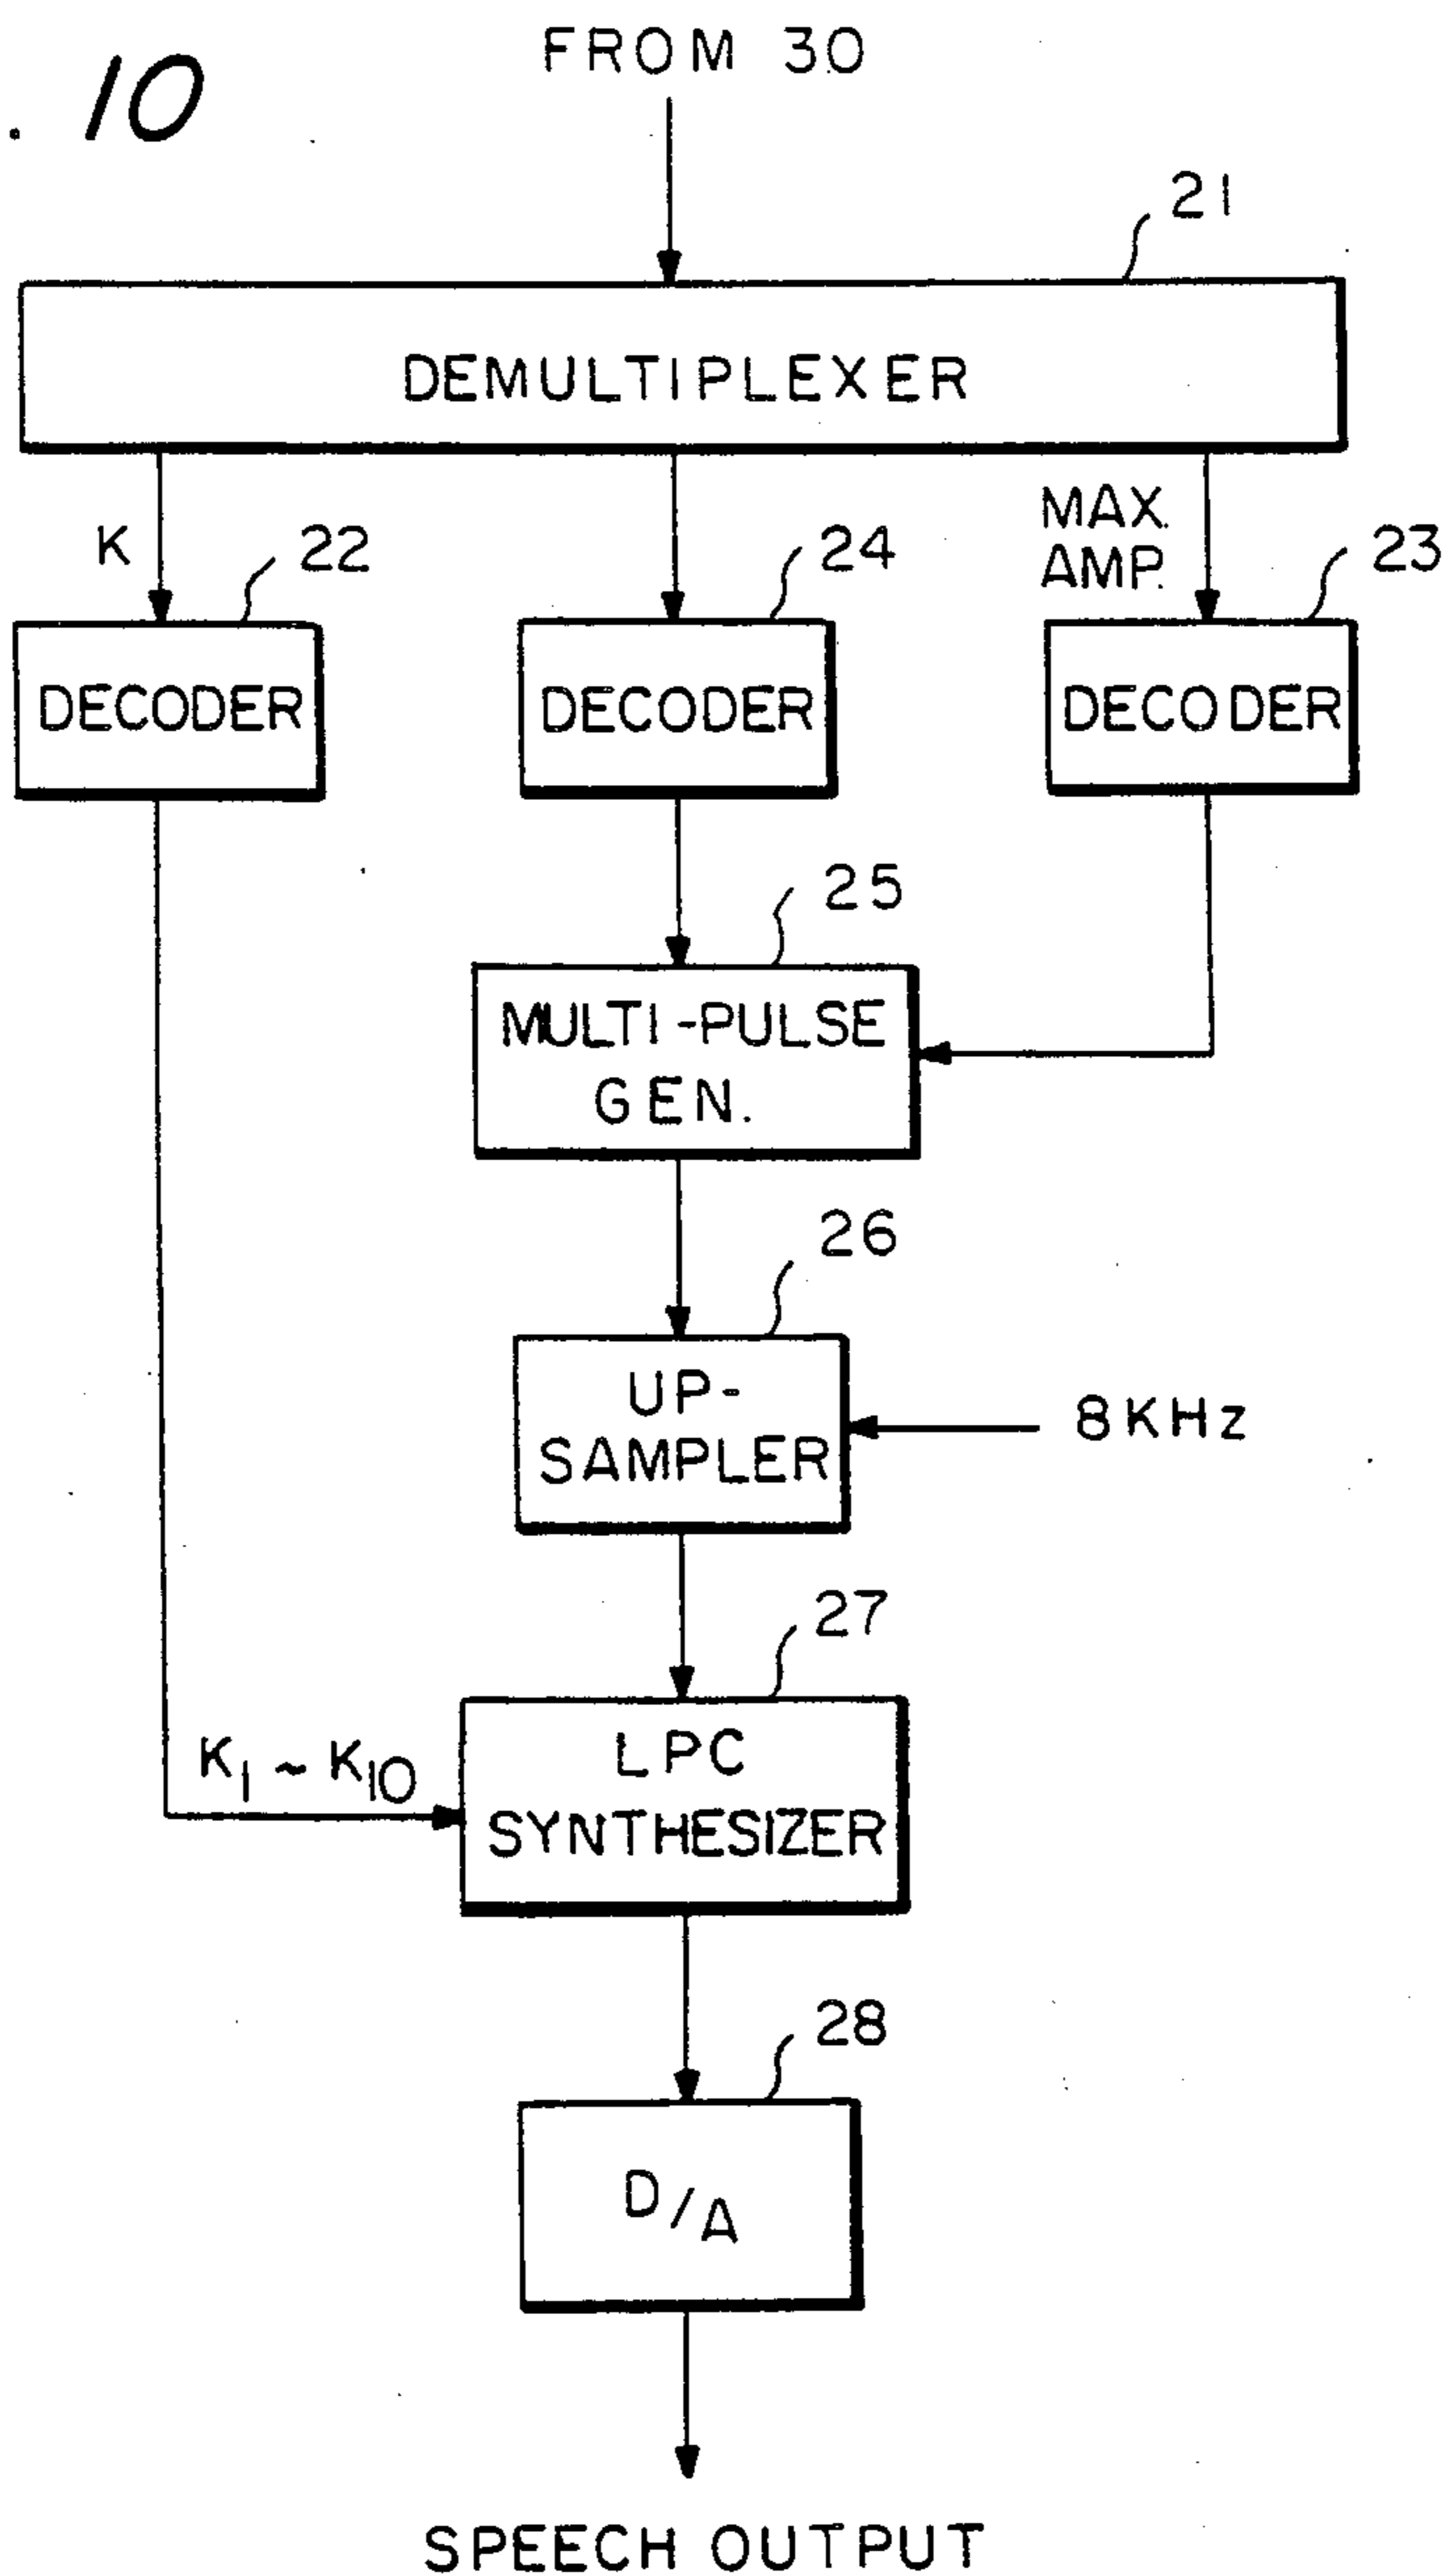 . 10
FROM 30
21
DEMULTIPLEXER
K
22
24
MAX.
AMP.
23
DECODER
DECODER
DECODER
25
MULTI-PULSE
GEN.
26
UP-
SAMPLER
8KHz
27
K₁ ~ K₁₀
LPC
SYNTHESIZER
28
D/A
SPEECH OUTPUT